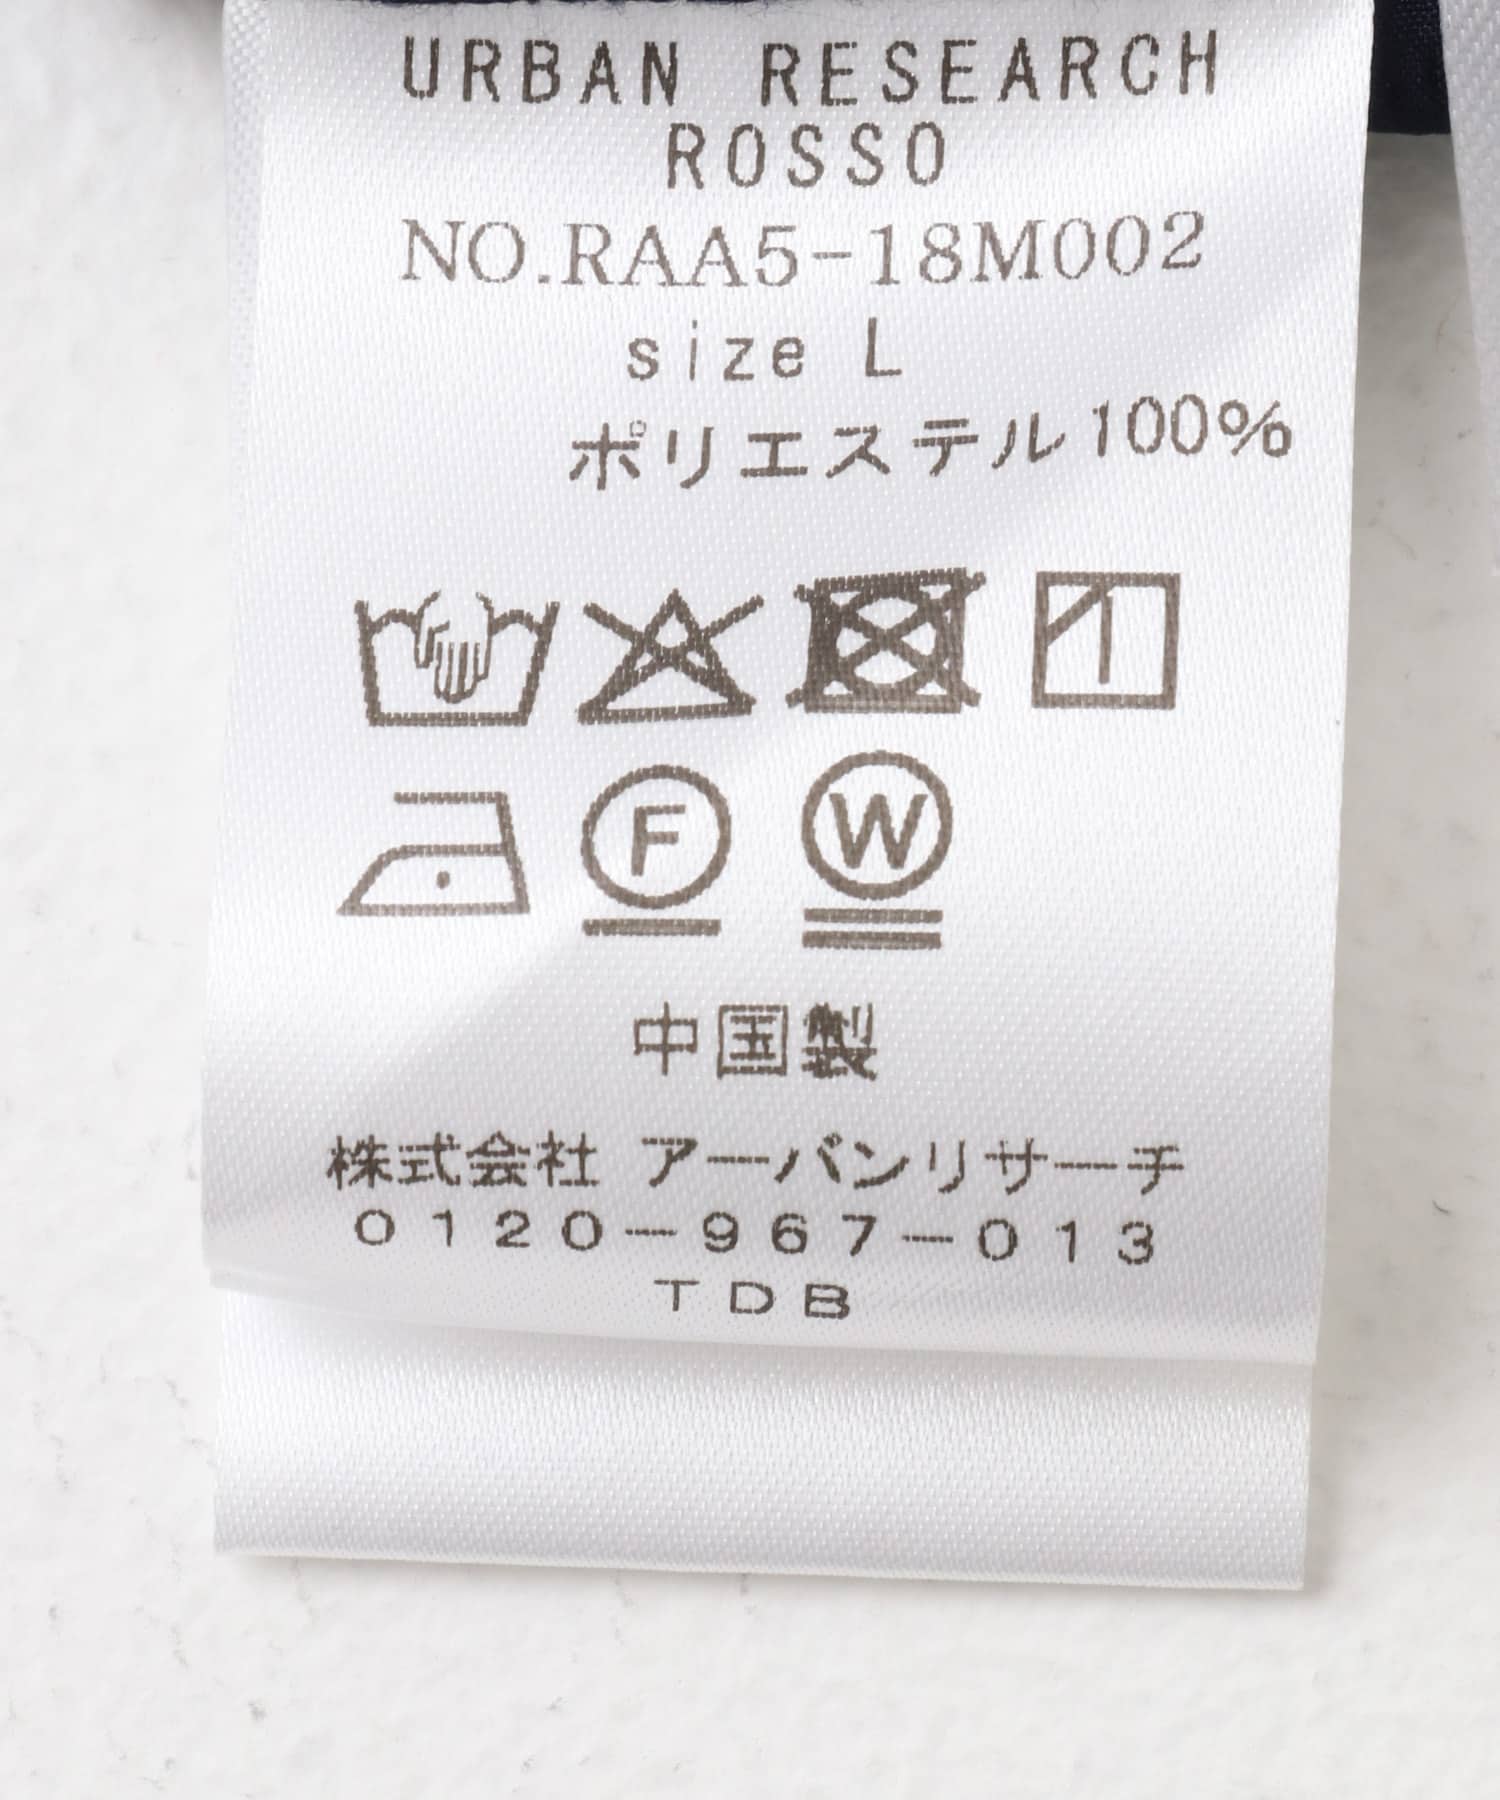 URBAN RESEARCH
ROSSO
NO.RAA5-18M002
size L
ポリエステル100%
F W
中国製
株式会社 アーバンリサーチ
0120-967-013
TDB